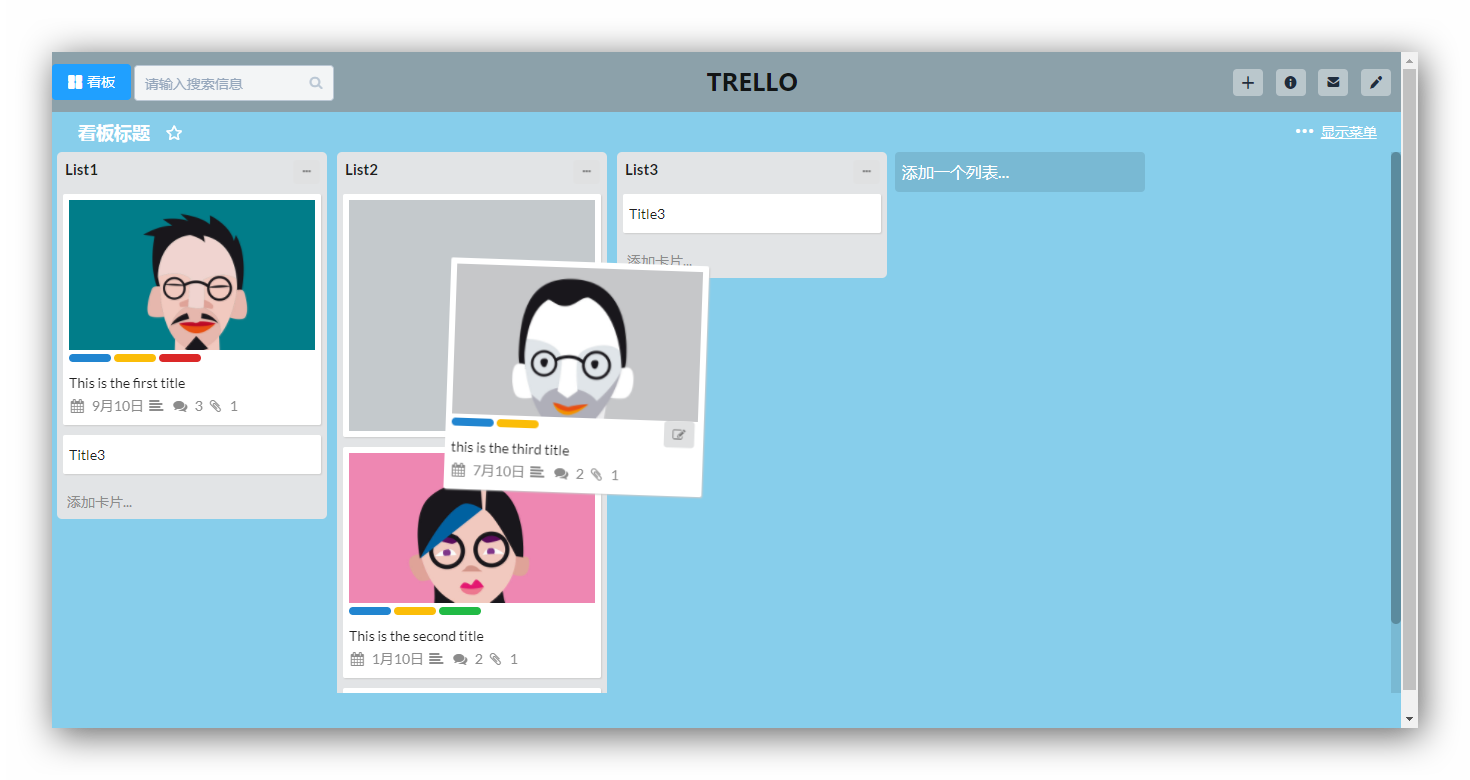 看板
请输入搜索信息
TRELLO
看板标题
显示菜单
List1
This is the first title
9月10日 3 1
Title3
添加卡片...
List2
this is the third title
7月10日 2 1
This is the second title
1月10日 2 1
List3
Title3
添加卡片...
添加一个列表...